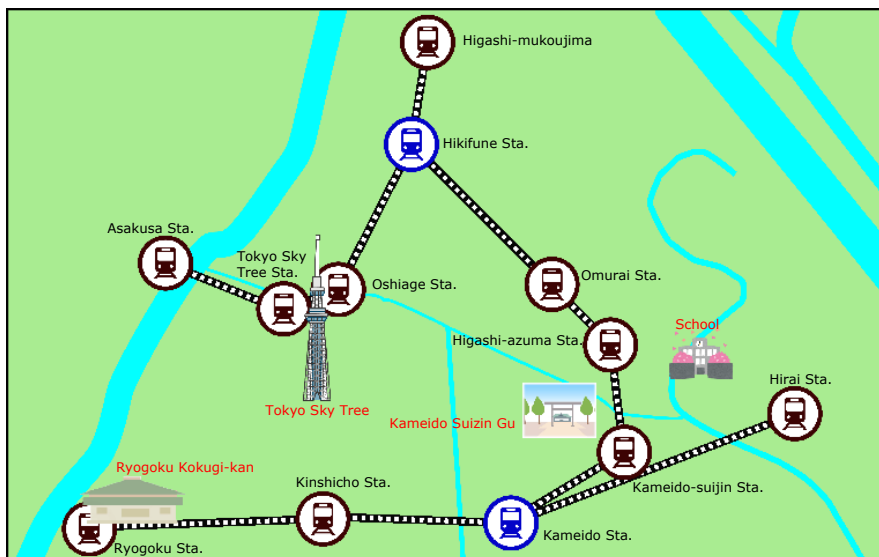 Higashi-mukoujima
Hikifune Sta.
Asakusa Sta.
Tokyo Sky
Tree Sta.
Oshiage Sta.
Omurai Sta.
School
Higashi-azuma Sta.
Hirai Sta.
Tokyo Sky Tree
Kameido Suizin Gu
Ryogoku Kokugi-kan
Kinshicho Sta.
Kameido-suijin Sta.
Kameido Sta.
Ryogoku Sta.